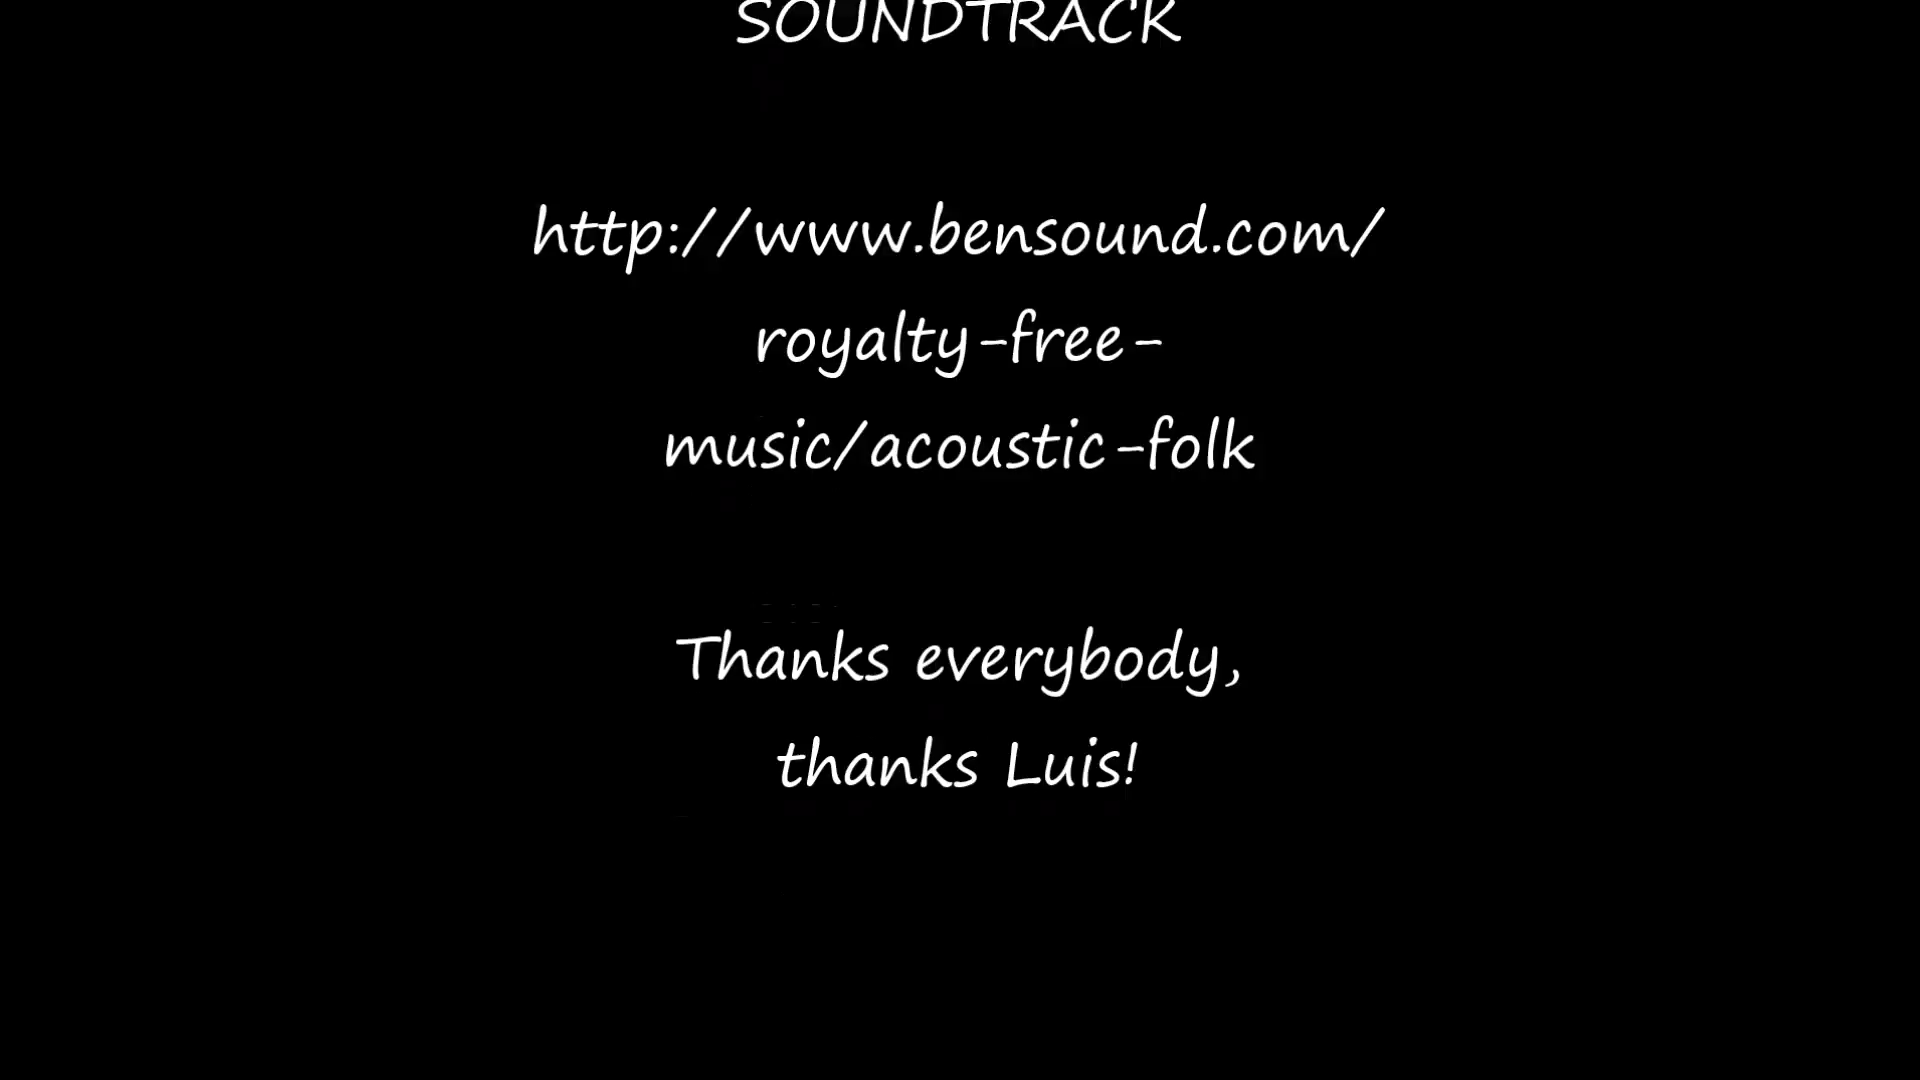 SOUNDTRACK
http://www.bensound.com/
royalty-free-
music/acoustic-folk
Thanks everybody,
thanks Luis!